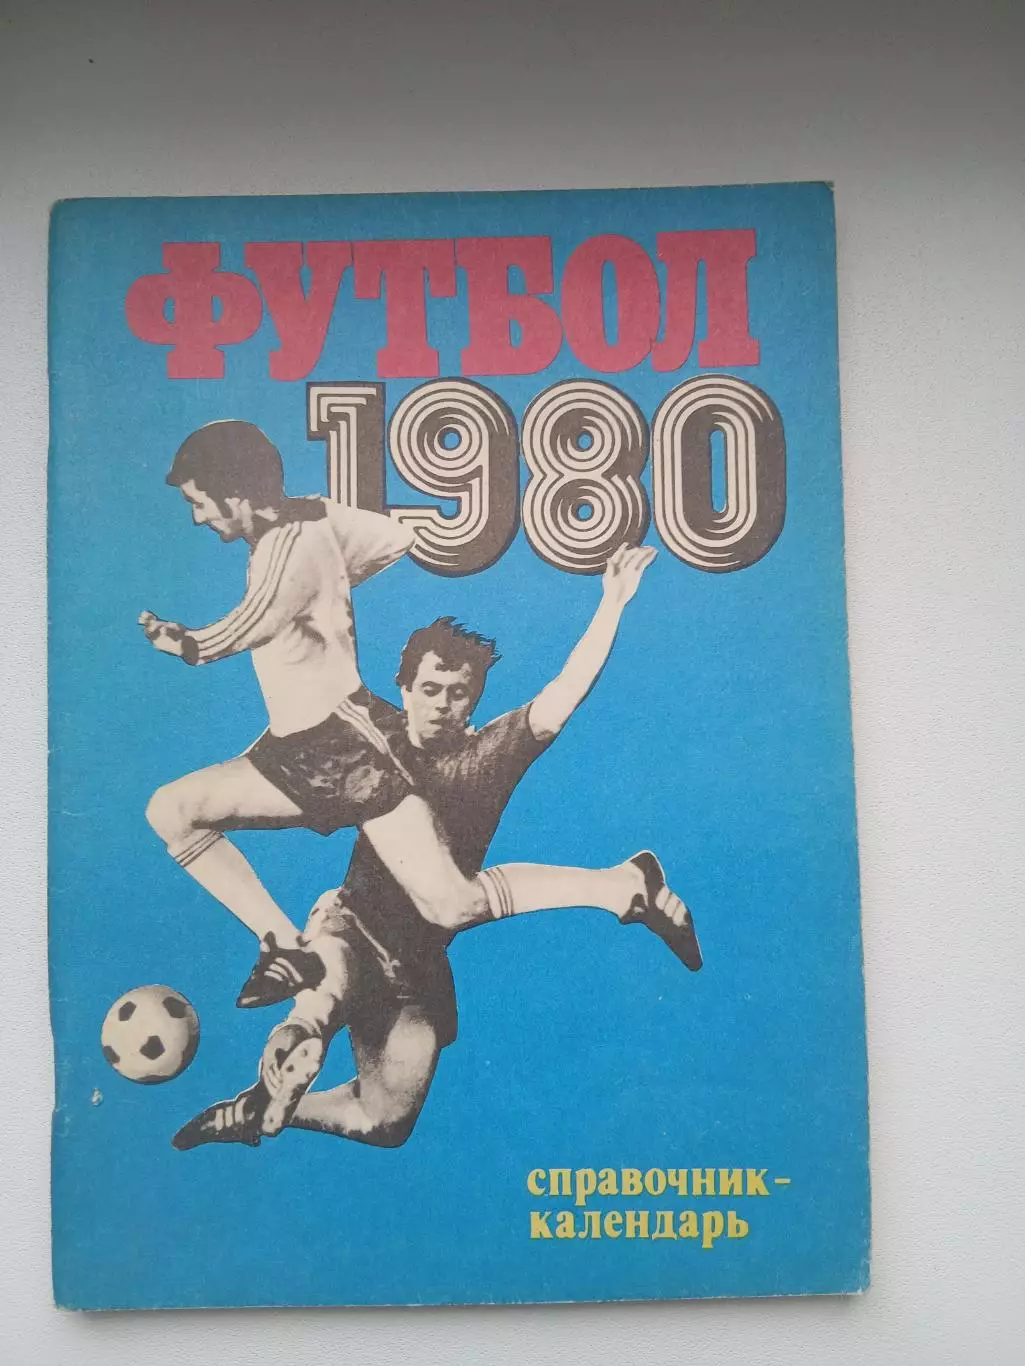 ФУТБОЛ
1980
справочник-
календарь